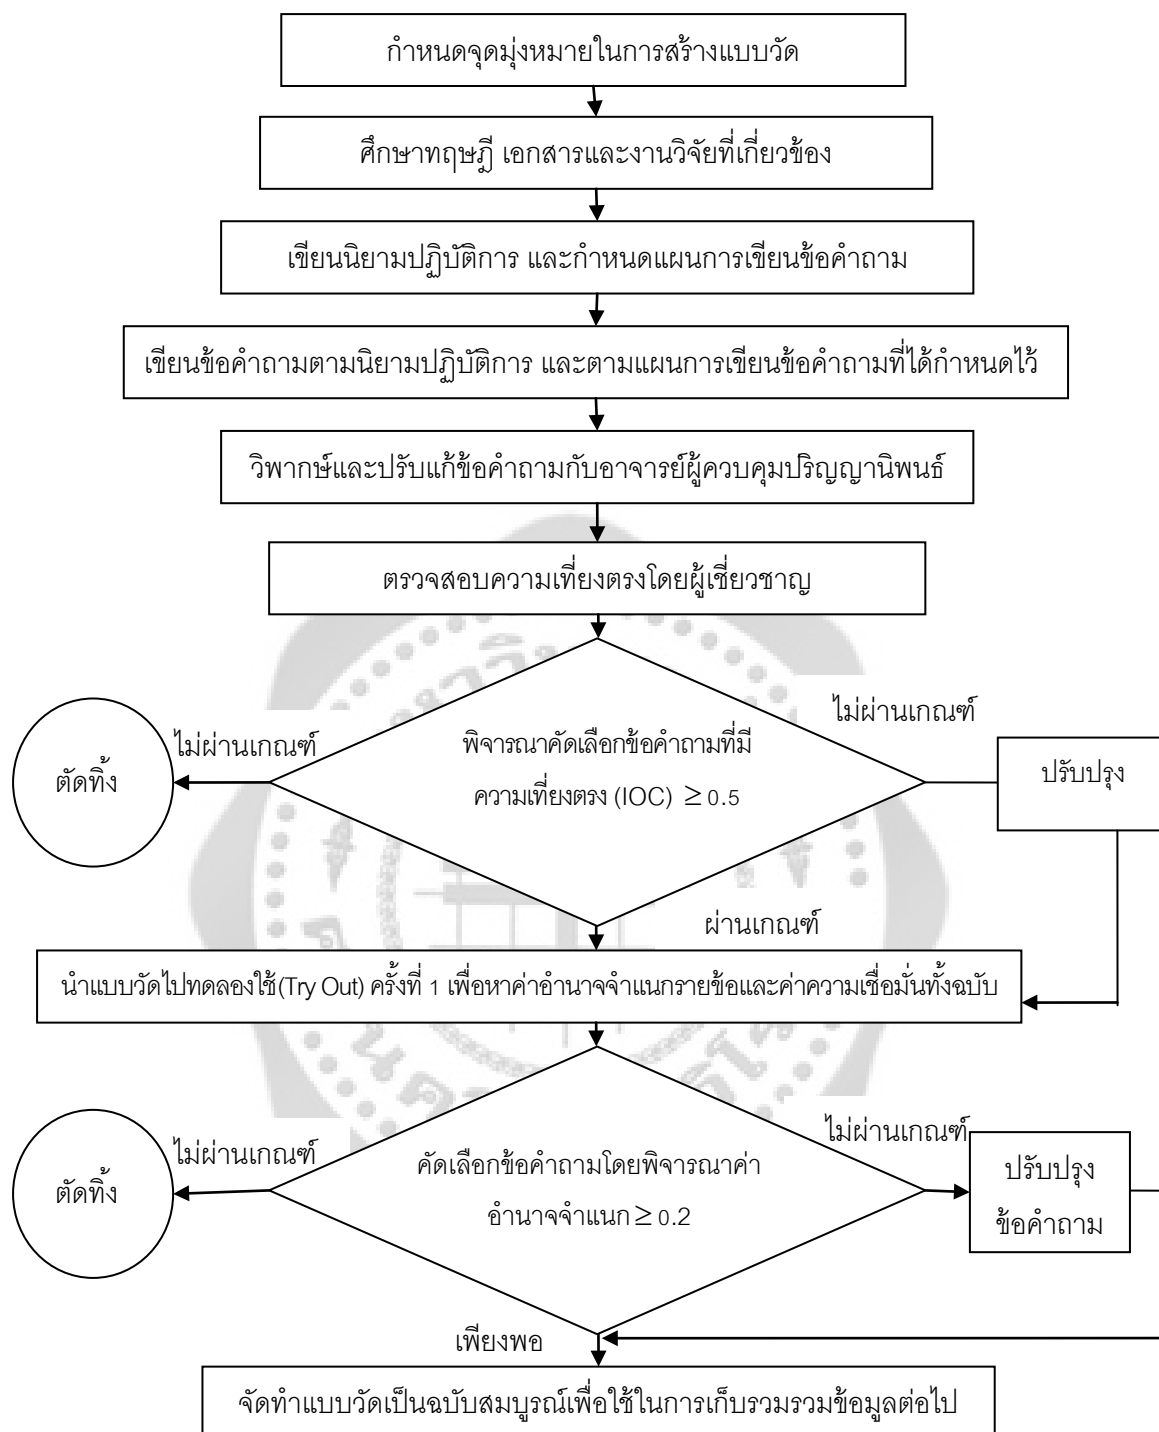 กำหนดจุดมุ่งหมายในการสร้างแบบวัด
ศึกษาทฤษฎี เอกสารและงานวิจัยที่เกี่ยวข้อง
เขียนนิยามปฏิบัติการ และกำหนดแผนการเขียนข้อคำถาม
เขียนข้อคำถามตามนิยามปฏิบัติการ และตามแผนการเขียนข้อคำถามที่ได้กำหนดไว้
วิพากษ์และปรับแก้ข้อคำถามกับอาจารย์ผู้ควบคุมปริญญานิพนธ์
ตรวจสอบความเที่ยงตรงโดยผู้เชี่ยวชาญ
ไม่ผ่านเกณฑ์
ไม่ผ่านเกณฑ์
ตัดทิ้ง
พิจารณาคัดเลือกข้อคำถามที่มี
ความเที่ยงตรง (IOC) ≥ 0.5
ปรับปรุง
ผ่านเกณฑ์
นำแบบวัดไปทดลองใช้(Try Out) ครั้งที่ 1 เพื่อหาค่าอำนาจจำแนกรายข้อและค่าความเชื่อมั่นทั้งฉบับ
ไม่ผ่านเกณฑ์
ไม่ผ่านเกณฑ์
ตัดทิ้ง
คัดเลือกข้อคำถามโดยพิจารณาค่า
อำนาจจำแนก ≥ 0.2
ปรับปรุง
ข้อคำถาม
เพียงพอ
จัดทำแบบวัดเป็นฉบับสมบูรณ์เพื่อใช้ในการเก็บรวมรวมข้อมูลต่อไป